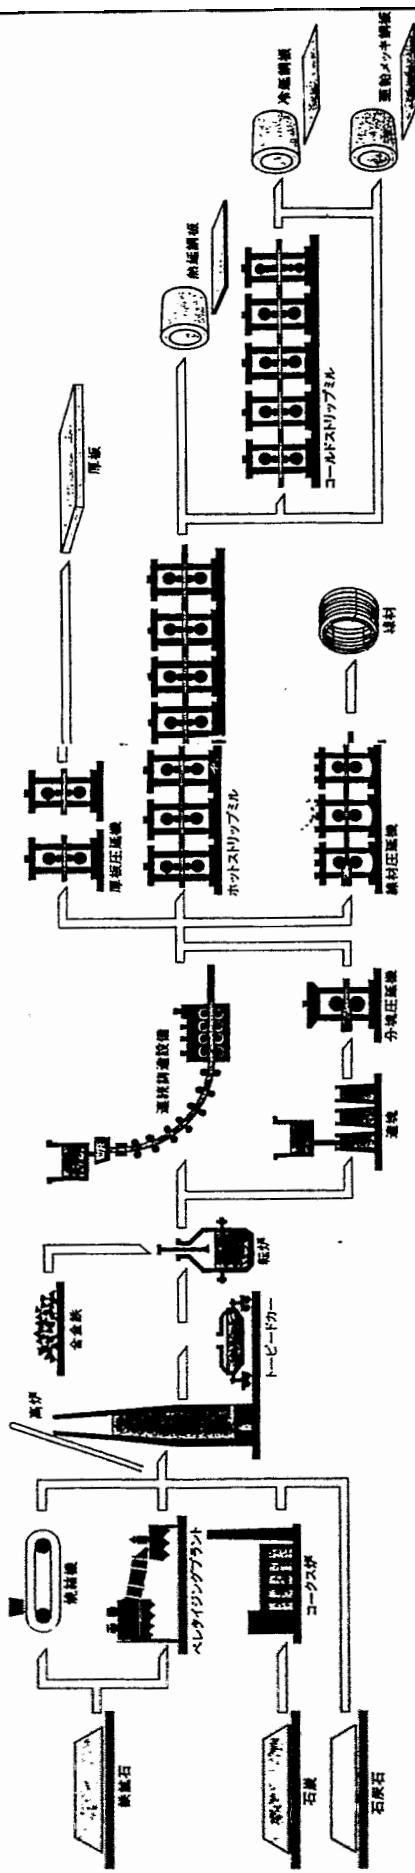 鉄鉱石
石炭
石灰石
焼結機
ペレタイジングプラント
コークス炉
高炉
トーピードカー
合金鉄
転炉
連続鋳造設備
造塊
分塊圧延機
厚板圧延機
ホットストリップミル
線材圧延機
厚板
線材
熱延鋼板
コールドストリップミル
冷延鋼板
亜鉛メッキ鋼板